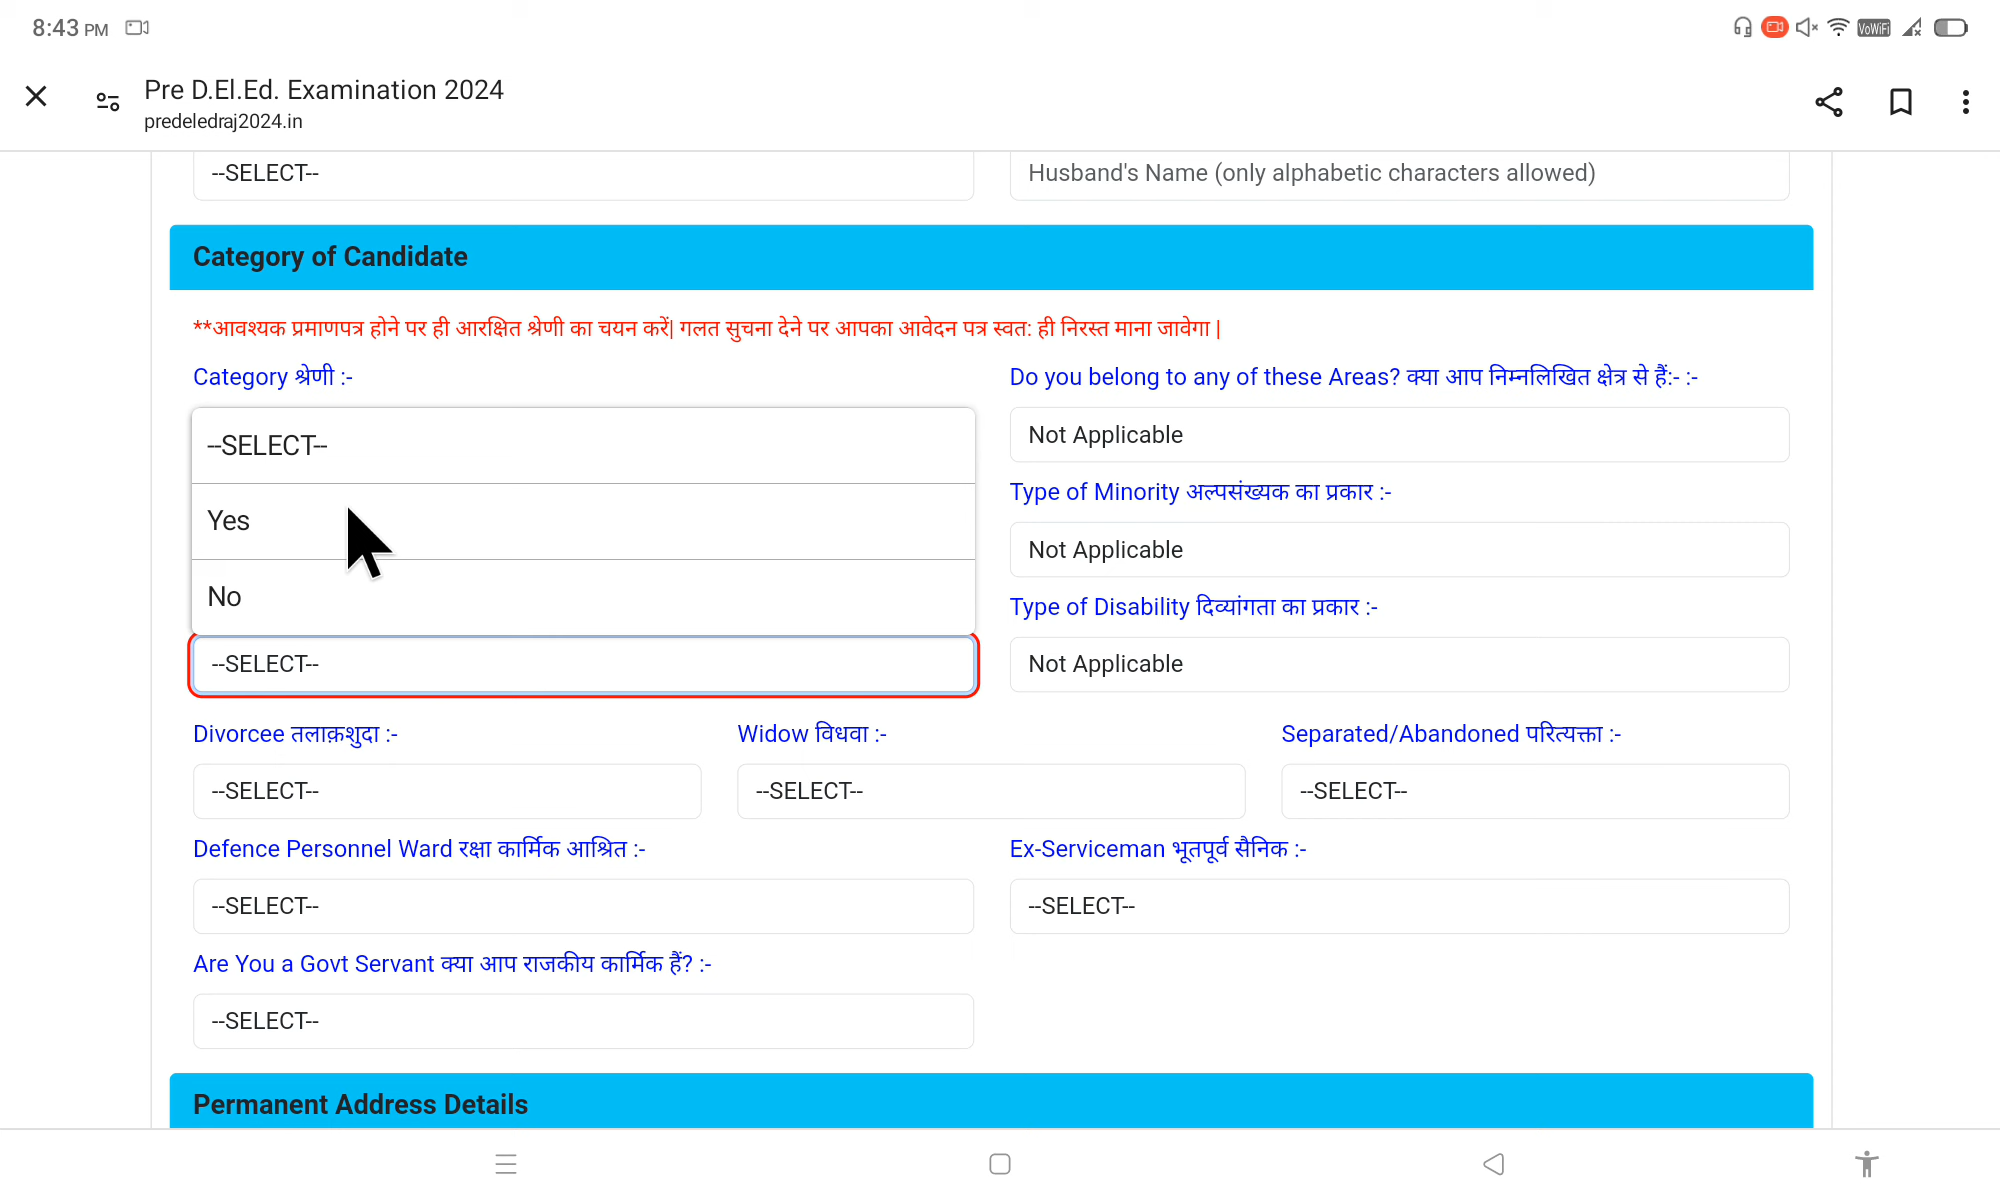 8:43 PM
VoWiFi
Pre D.El.Ed. Examination 2024
predeledraj2024.in
--SELECT--
Husband's Name (only alphabetic characters allowed)
Category of Candidate
**आवश्यक प्रमाणपत्र होने पर ही आरक्षित श्रेणी का चयन करें| गलत सुचना देने पर आपका आवेदन पत्र स्वत: ही निरस्त माना जावेगा |
Category श्रेणी :-
Do you belong to any of these Areas? क्या आप निम्नलिखित क्षेत्र से हैं:- :-
--SELECT--
Not Applicable
Type of Minority अल्पसंख्यक का प्रकार :-
Yes
Not Applicable
No
Type of Disability दिव्यांगता का प्रकार :-
--SELECT--
Not Applicable
Divorcee तलाक़शुदा :-
Widow विधवा :-
Separated/Abandoned परित्यक्ता :-
--SELECT--
--SELECT--
--SELECT--
Defence Personnel Ward रक्षा कार्मिक आश्रित :-
Ex-Serviceman भूतपूर्व सैनिक :-
--SELECT--
--SELECT--
Are You a Govt Servant क्या आप राजकीय कार्मिक हैं? :-
--SELECT--
Permanent Address Details